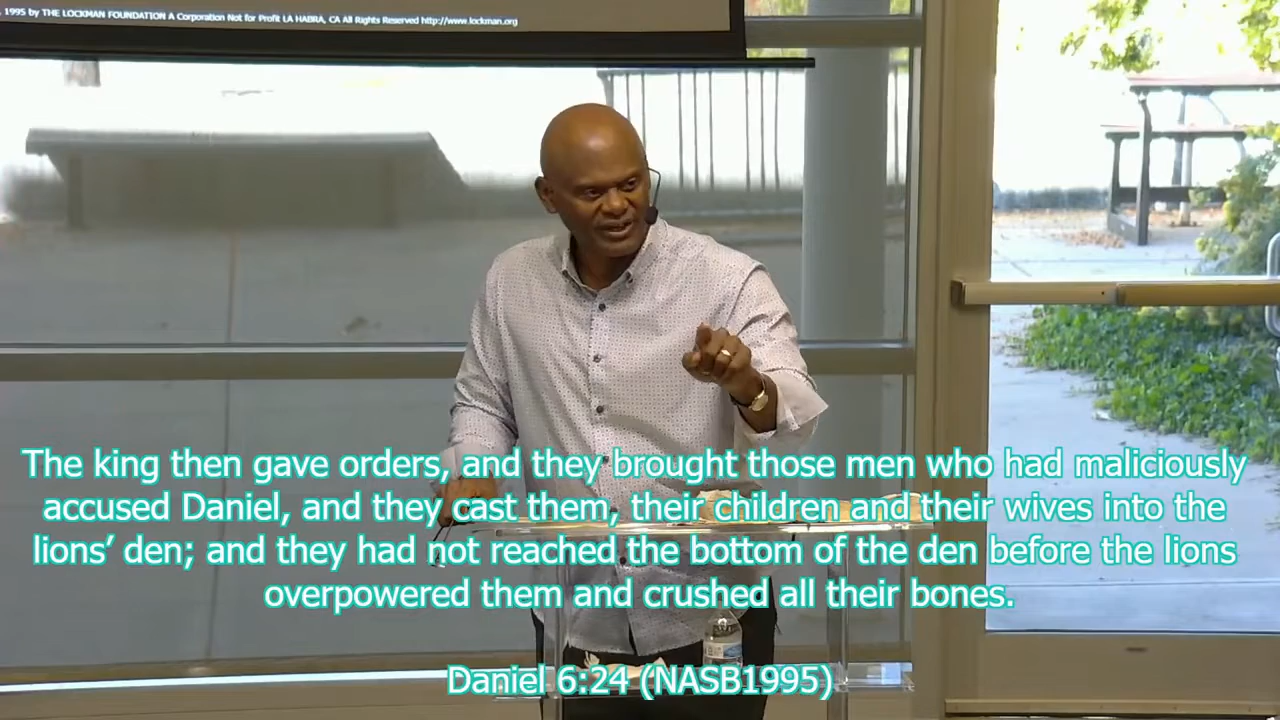 1995 by THE LOCKMAN FOUNDATION A Corporation Not for Profit LA HABRA, CA All Rights Reserved http://www.lockman.org
The king then gave orders, and they brought those men who had maliciously
accused Daniel, and they cast them, their children and their wives into the
lions’ den; and they had not reached the bottom of the den before the lions
overpowered them and crushed all their bones.
Daniel 6:24 (NASB1995)